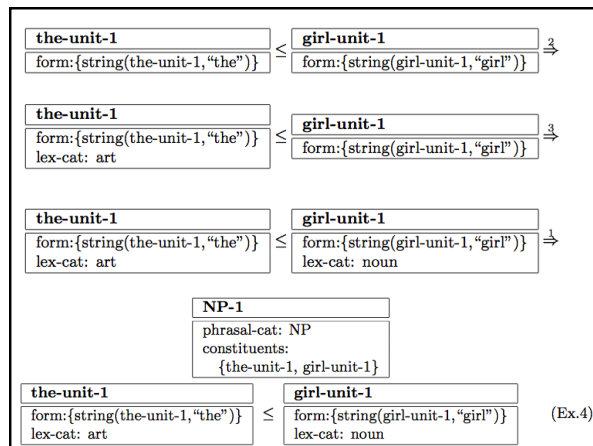 the-unit-1 ≤ girl-unit-1 2⇒
form:{string(the-unit-1,“the”)} form:{string(girl-unit-1,“girl”)}
the-unit-1 ≤ girl-unit-1 3⇒
form:{string(the-unit-1,“the”)} form:{string(girl-unit-1,“girl”)}
lex-cat: art
the-unit-1 ≤ girl-unit-1 1⇒
form:{string(the-unit-1,“the”)} form:{string(girl-unit-1,“girl”)}
lex-cat: art lex-cat: noun
NP-1
phrasal-cat: NP
constituents:
{the-unit-1, girl-unit-1}
the-unit-1 ≤ girl-unit-1
form:{string(the-unit-1,“the”)} form:{string(girl-unit-1,“girl”)} (Ex.4)
lex-cat: art lex-cat: noun